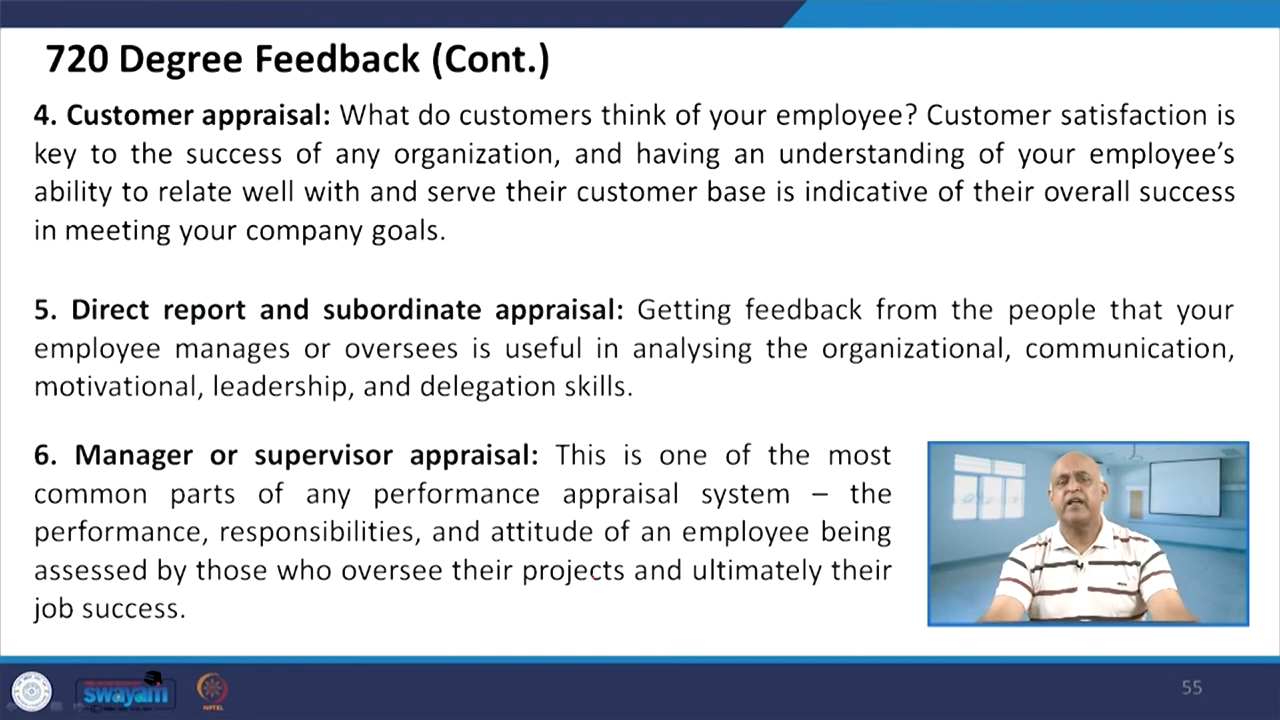 720 Degree Feedback (Cont.)
4. Customer appraisal: What do customers think of your employee? Customer satisfaction is
key to the success of any organization, and having an understanding of your employee’s
ability to relate well with and serve their customer base is indicative of their overall success
in meeting your company goals.
5. Direct report and subordinate appraisal: Getting feedback from the people that your
employee manages or oversees is useful in analysing the organizational, communication,
motivational, leadership, and delegation skills.
6. Manager or supervisor appraisal: This is one of the most
common parts of any performance appraisal system – the
performance, responsibilities, and attitude of an employee being
assessed by those who oversee their projects and ultimately their
job success.
swayam
NPTEL
55